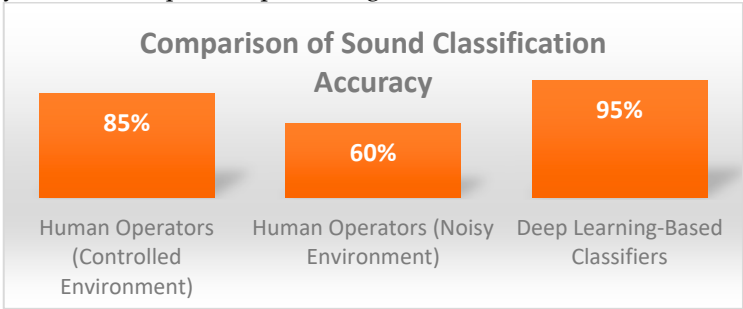 Comparison of Sound Classification
Accuracy
85%
60%
95%
Human Operators
(Controlled
Environment)
Human Operators (Noisy
Environment)
Deep Learning-Based
Classifiers